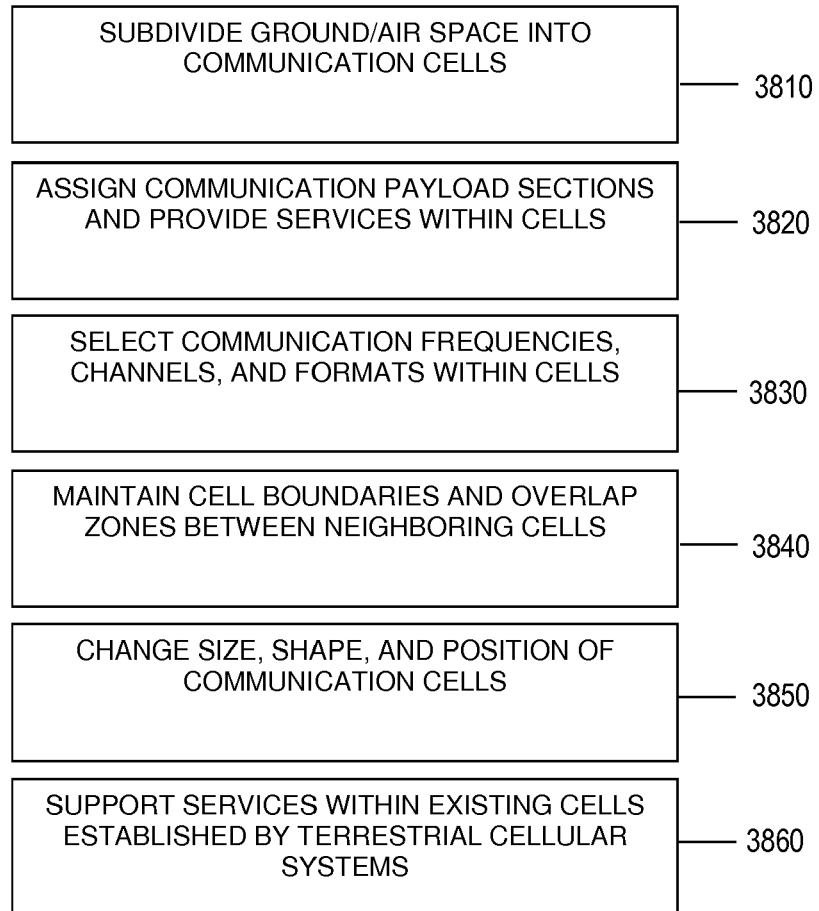 SUBDIVIDE GROUND/AIR SPACE INTO
COMMUNICATION CELLS
3810
ASSIGN COMMUNICATION PAYLOAD SECTIONS
AND PROVIDE SERVICES WITHIN CELLS
3820
SELECT COMMUNICATION FREQUENCIES,
CHANNELS, AND FORMATS WITHIN CELLS
3830
MAINTAIN CELL BOUNDARIES AND OVERLAP
ZONES BETWEEN NEIGHBORING CELLS
3840
CHANGE SIZE, SHAPE, AND POSITION OF
COMMUNICATION CELLS
3850
SUPPORT SERVICES WITHIN EXISTING CELLS
ESTABLISHED BY TERRESTRIAL CELLULAR
SYSTEMS
3860